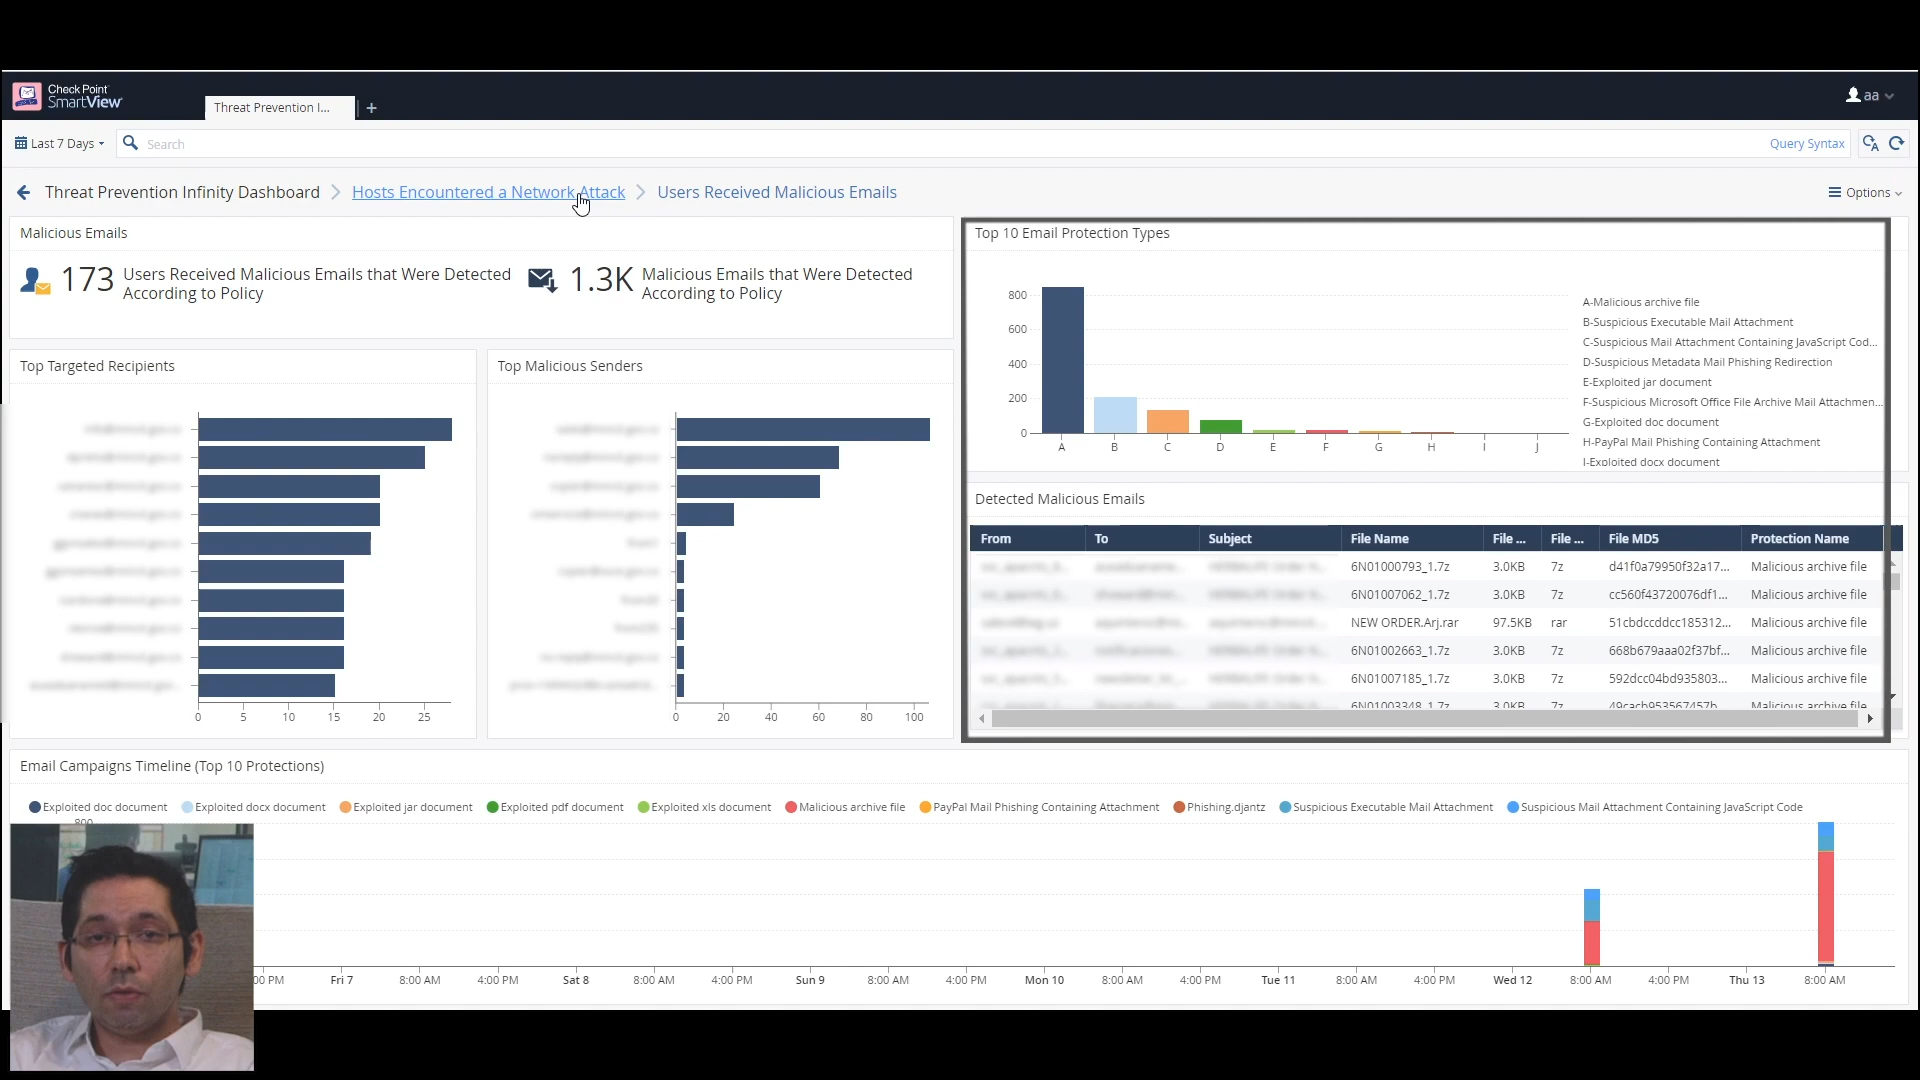 Check Point
SmartView
Threat Prevention I...
+
aa
Last 7 Days
Search
Query Syntax
Threat Prevention Infinity Dashboard
Hosts Encountered a Network Attack
Users Received Malicious Emails
Options
Malicious Emails
173
Users Received Malicious Emails that Were Detected
According to Policy
1.3K
Malicious Emails that Were Detected
According to Policy
Top 10 Email Protection Types
800
600
400
200
0
A B C D E F G H I J
A-Malicious archive file
B-Suspicious Executable Mail Attachment
C-Suspicious Mail Attachment Containing JavaScript Cod...
D-Suspicious Metadata Mail Phishing Redirection
E-Exploited jar document
F-Suspicious Microsoft Office File Archive Mail Attachmen...
G-Exploited doc document
H-PayPal Mail Phishing Containing Attachment
I-Exploited docx document
Top Targeted Recipients
0 5 10 15 20 25
Top Malicious Senders
0 20 40 60 80 100
Detected Malicious Emails
From To Subject File Name File ... File ... File MD5 Protection Name
6N01000793_1.7z 3.0KB 7z d41f0a79950f32a17... Malicious archive file
6N01007062_1.7z 3.0KB 7z cc560f43720076df1... Malicious archive file
NEW ORDER.Arj.rar 97.5KB rar 51cbdccddcc185312... Malicious archive file
6N01002663_1.7z 3.0KB 7z 668b679aaa02f37bf... Malicious archive file
6N01007185_1.7z 3.0KB 7z 592dcc04bd935803... Malicious archive file
6N01003348_1.7z 3.0KB 7z 49cacb953567457b... Malicious archive file
Email Campaigns Timeline (Top 10 Protections)
Exploited doc document Exploited docx document Exploited jar document Exploited pdf document Exploited xls document Malicious archive file PayPal Mail Phishing Containing Attachment Phishing.djantz Suspicious Executable Mail Attachment Suspicious Mail Attachment Containing JavaScript Code
800
00 PM Fri 7 8:00 AM 4:00 PM Sat 8 8:00 AM 4:00 PM Sun 9 8:00 AM 4:00 PM Mon 10 8:00 AM 4:00 PM Tue 11 8:00 AM 4:00 PM Wed 12 8:00 AM 4:00 PM Thu 13 8:00 AM